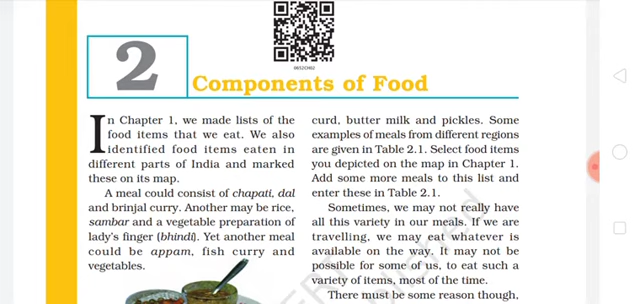 0652CH02
2
Components of Food
In Chapter 1, we made lists of the
food items that we eat. We also
identified food items eaten in
different parts of India and marked
these on its map.
A meal could consist of chapati, dal
and brinjal curry. Another may be rice,
sambar and a vegetable preparation of
lady's finger (bhindi). Yet another meal
could be appam, fish curry and
vegetables.
curd, butter milk and pickles. Some
examples of meals from different regions
are given in Table 2.1. Select food items
you depicted on the map in Chapter 1.
Add some more meals to this list and
enter these in Table 2.1.
Sometimes, we may not really have
all this variety in our meals. If we are
travelling, we may eat whatever is
available on the way. It may not be
possible for some of us, to eat such a
variety of items, most of the time.
There must be some reason though,